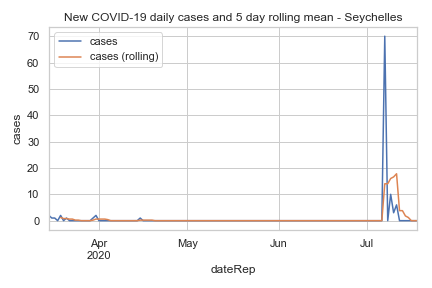 New COVID-19 daily cases and 5 day rolling mean - Seychelles
cases
cases (rolling)
70
60
50
40
30
20
10
0
cases
Apr
2020
May
Jun
Jul
dateRep